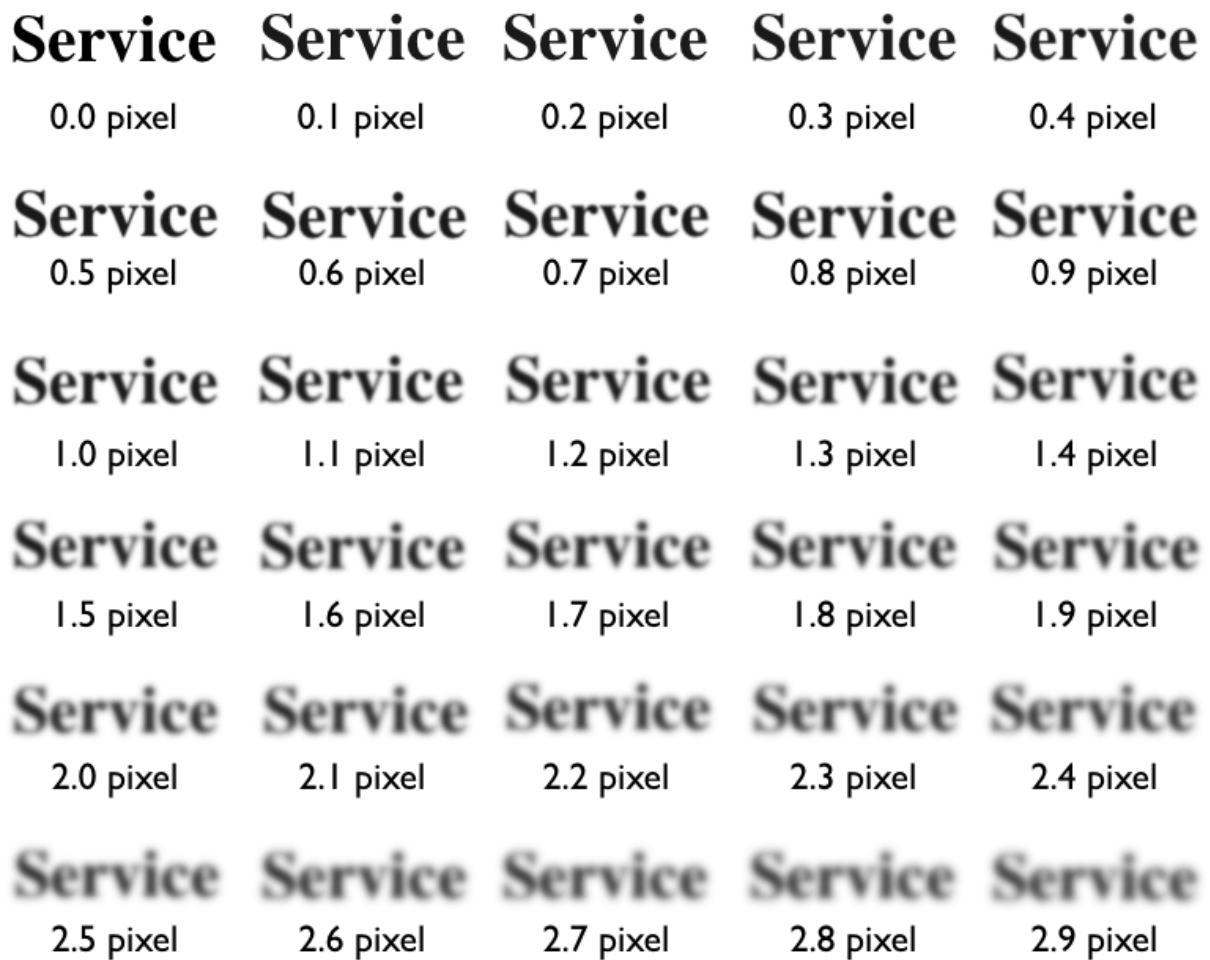 Service Service Service Service Service
0.0 pixel 0.1 pixel 0.2 pixel 0.3 pixel 0.4 pixel
Service Service Service Service Service
0.5 pixel 0.6 pixel 0.7 pixel 0.8 pixel 0.9 pixel
Service Service Service Service Service
1.0 pixel 1.1 pixel 1.2 pixel 1.3 pixel 1.4 pixel
Service Service Service Service Service
1.5 pixel 1.6 pixel 1.7 pixel 1.8 pixel 1.9 pixel
Service Service Service Service Service
2.0 pixel 2.1 pixel 2.2 pixel 2.3 pixel 2.4 pixel
Service Service Service Service Service
2.5 pixel 2.6 pixel 2.7 pixel 2.8 pixel 2.9 pixel